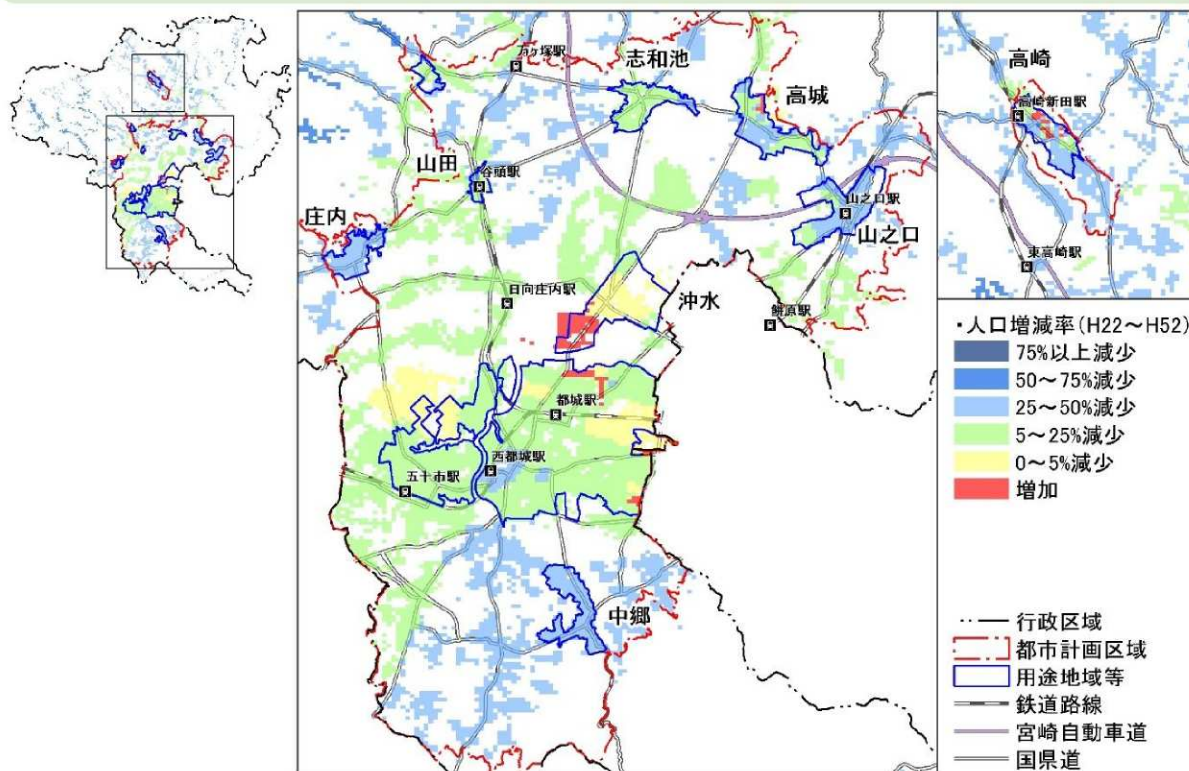 万ヶ塚駅
志和池
高城
山田
谷頭駅
庄内
山之口駅
山之口
日向庄内駅
沖水
餅原駅
都城駅
西都城駅
五十市駅
中郷
高崎
高崎新田駅
東高崎駅
・人口増減率(H22～H52)
75%以上減少
50～75%減少
25～50%減少
5～25%減少
0～5%減少
増加
行政区域
都市計画区域
用途地域等
鉄道路線
宮崎自動車道
国県道